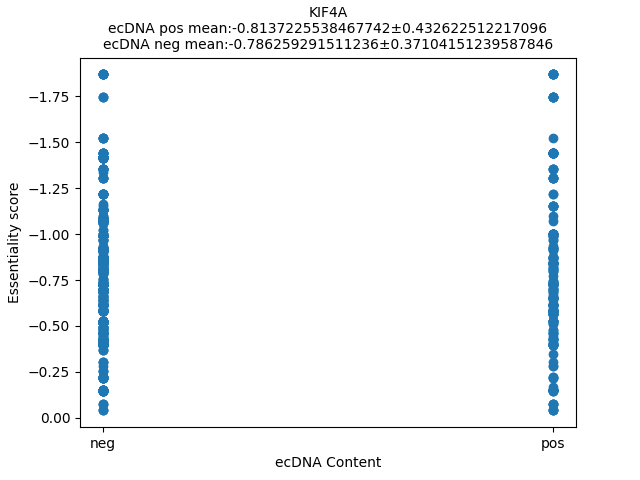 KIF4A
ecDNA pos mean:-0.8137225538467742±0.432622512217096
ecDNA neg mean:-0.786259291511236±0.37104151239587846
−1.75
−1.50
−1.25
−1.00
−0.75
−0.50
−0.25
0.00
Essentiality score
neg
pos
ecDNA Content